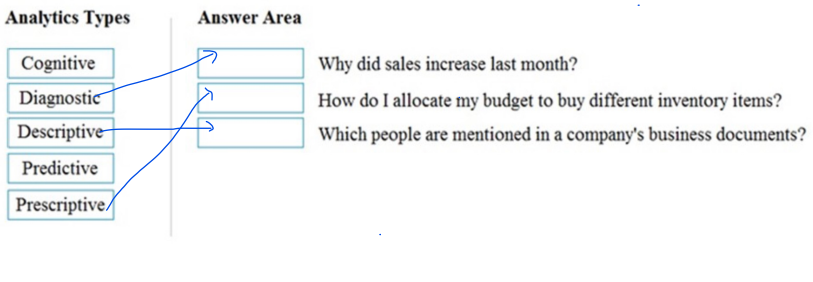 Analytics Types Answer Area
Cognitive Why did sales increase last month?
Diagnostic How do I allocate my budget to buy different inventory items?
Descriptive Which people are mentioned in a company's business documents?
Predictive
Prescriptive